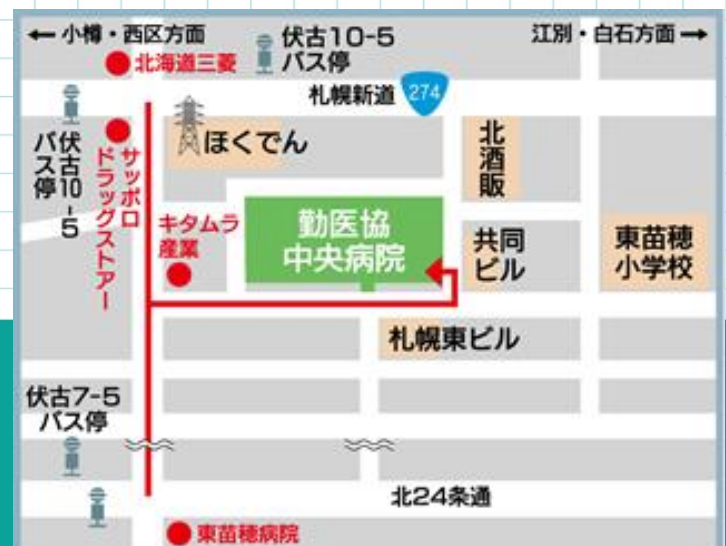 ← 小樽・西区方面
伏古10-5
バス停
江別・白石方面 →
北海道三菱
札幌新道
274
伏古10-5
バス停
サッポロ
ドラッグストアー
ほくでん
北酒販
キタムラ
産業
勤医協
中央病院
共同
ビル
東苗穂
小学校
札幌東ビル
伏古7-5
バス停
北24条通
東苗穂病院